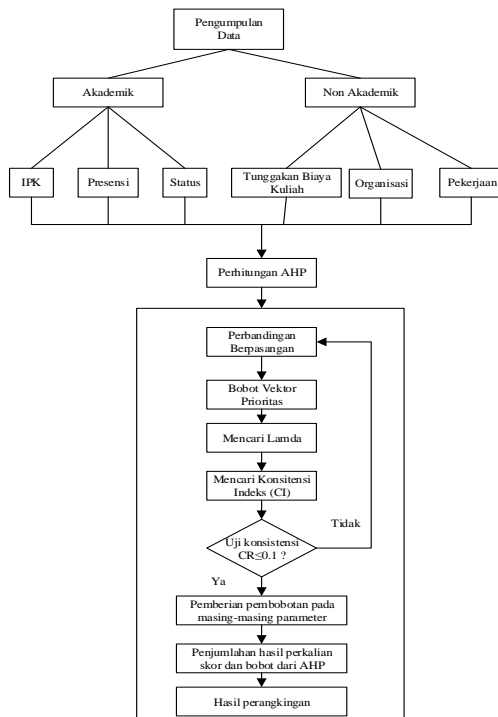 Pengumpulan
Data
Akademik
Non Akademik
IPK
Presensi
Status
Tunggakan Biaya
Kuliah
Organisasi
Pekerjaan
Perhitungan AHP
Perbandingan
Berpasangan
Bobot Vektor
Prioritas
Mencari Lamda
Mencari Konsitensi
Indeks (CI)
Uji konsistensi
CR≤0.1 ?
Tidak
Ya
Pemberian pembobotan pada
masing-masing parameter
Penjumlahan hasil perkalian
skor dan bobot dari AHP
Hasil perangkingan